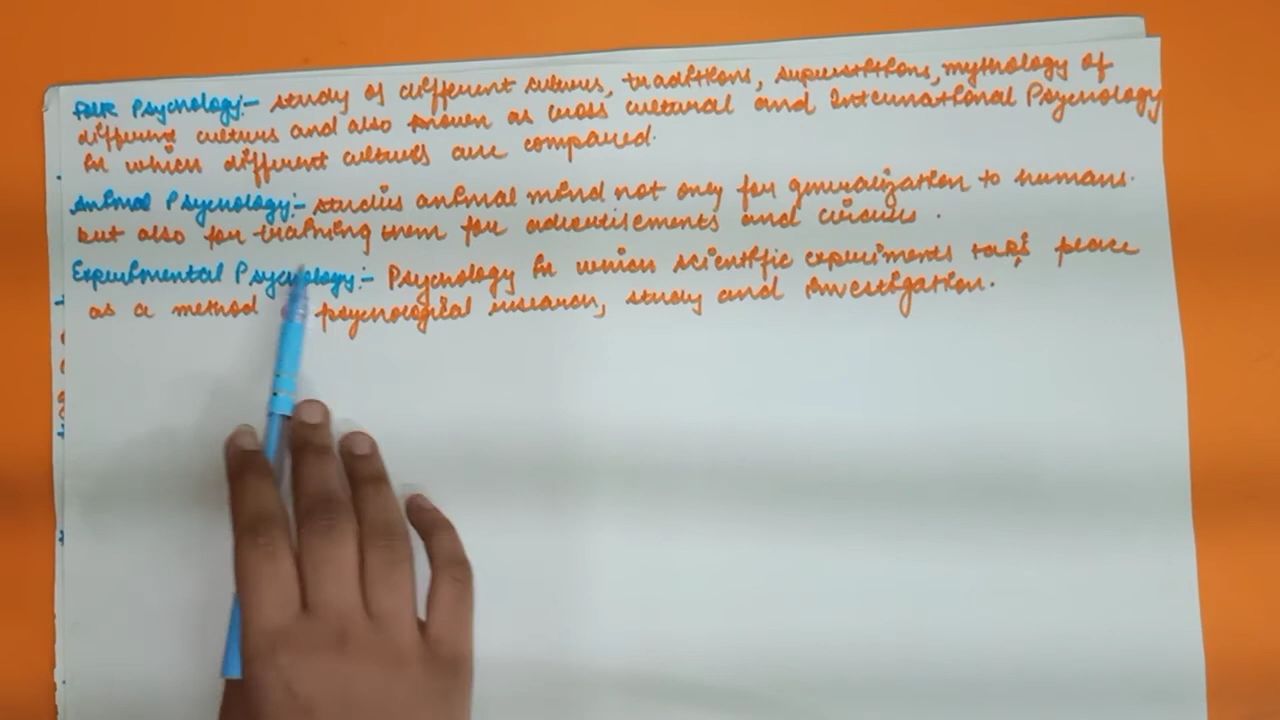 Folk Psychology:- study of different cultures, traditions, superstitions, mythology of
different cultures and also known as cross cultural and International Psychology
in which different cultures are compared.
Animal Psychology:- studies animal mind not only for generalization to humans.
but also for training them for advertisements and circus.
Experimental Psychology:- Psychology in which scientific experiments take peace
as a method psychological research, study and investigation.